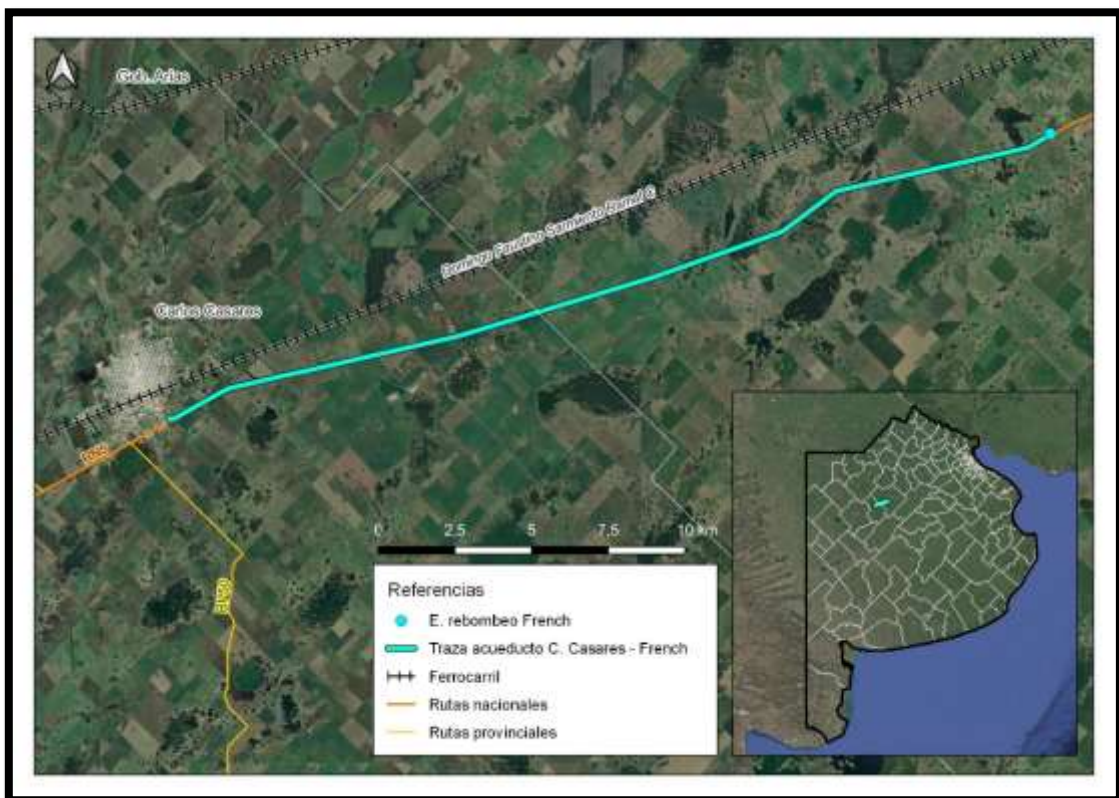 Gob. Arias
Domingo Faustino Sarmiento Ramal G
Carlos Casares
0 2.5 5 7.5 10 km
Referencias
E. rebombeo French
Traza acueducto C. Casares - French
Ferrocarril
Rutas nacionales
Rutas provinciales